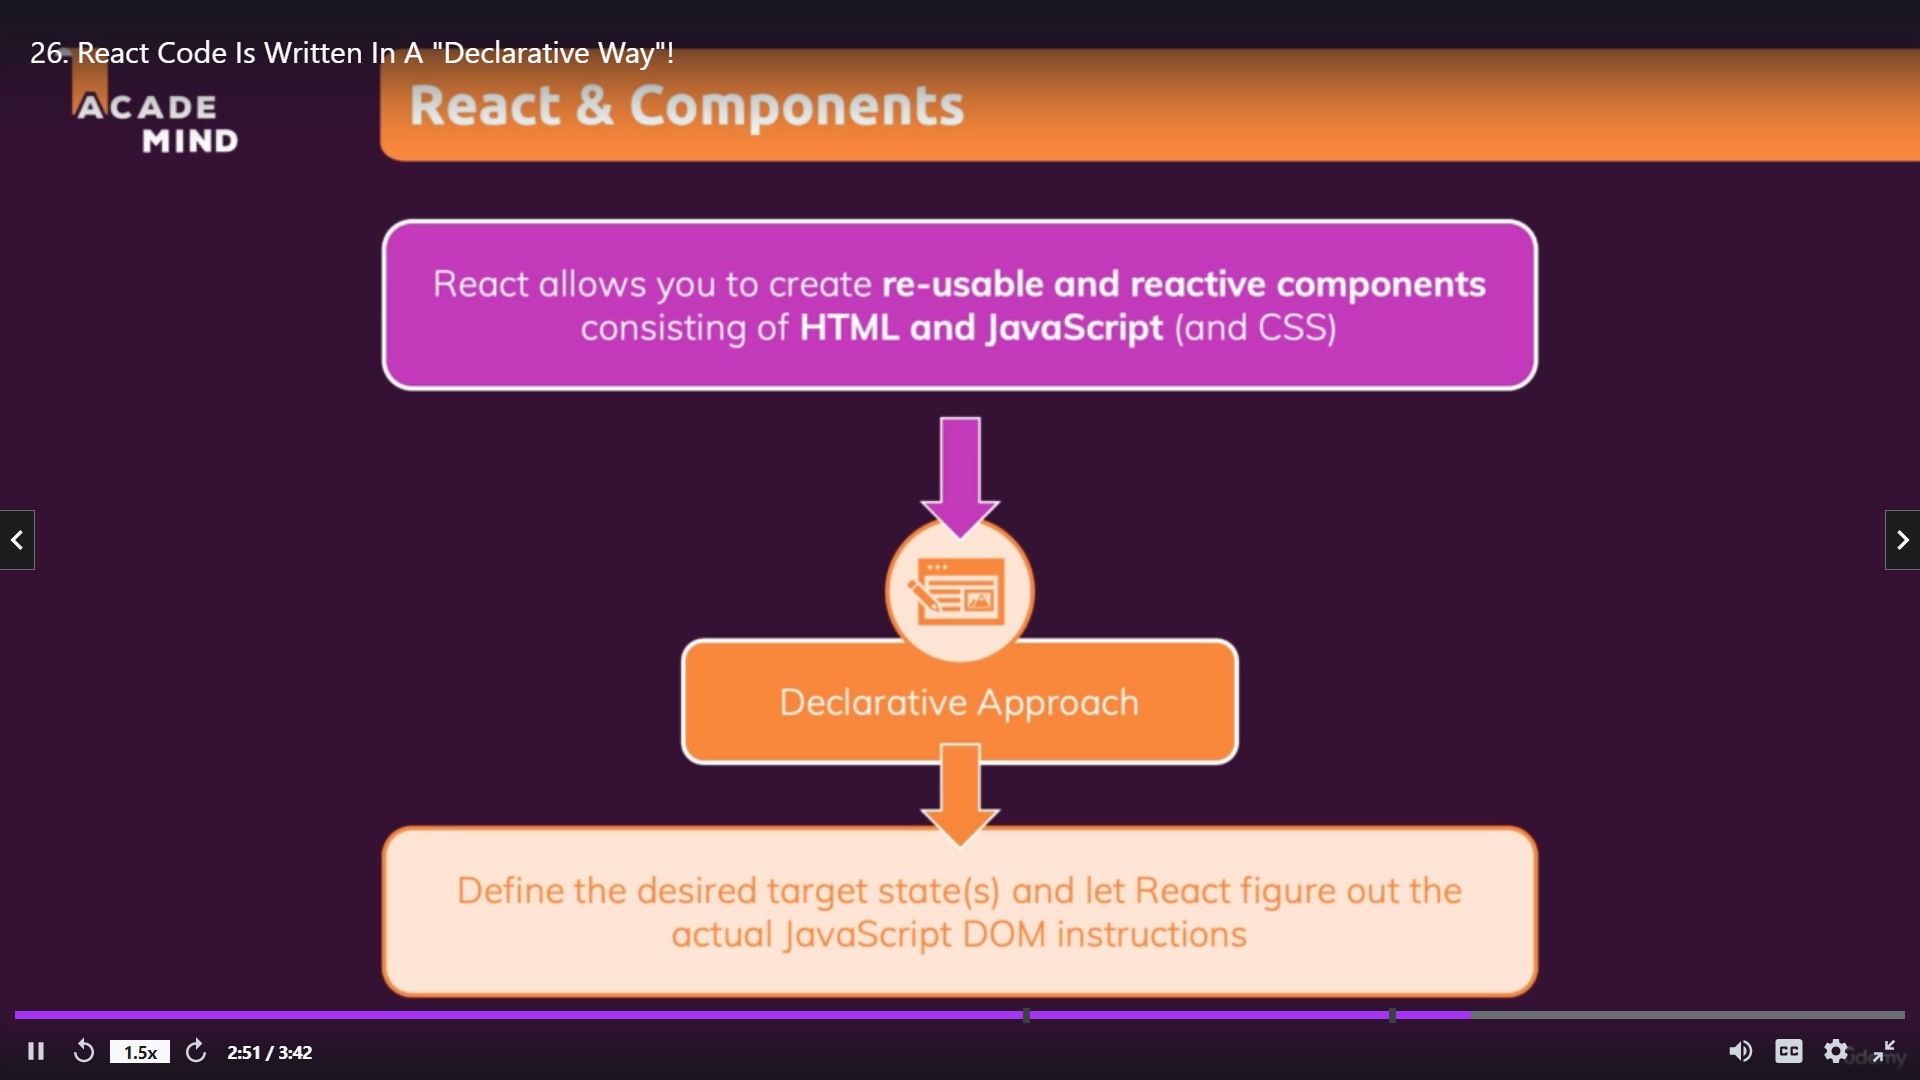 26. React Code Is Written In A "Declarative Way"!
ACADE
MIND
React & Components
React allows you to create re-usable and reactive components
consisting of HTML and JavaScript (and CSS)
Declarative Approach
Define the desired target state(s) and let React figure out the
actual JavaScript DOM instructions
1.5x
2:51 / 3:42
CC
Udemy